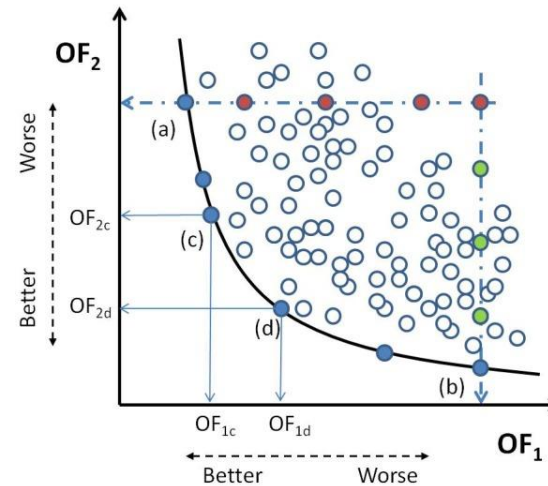 OF2
Worse
Better
(a)
(c)
(d)
(b)
OF2c
OF2d
OF1c
OF1d
OF1
Better
Worse